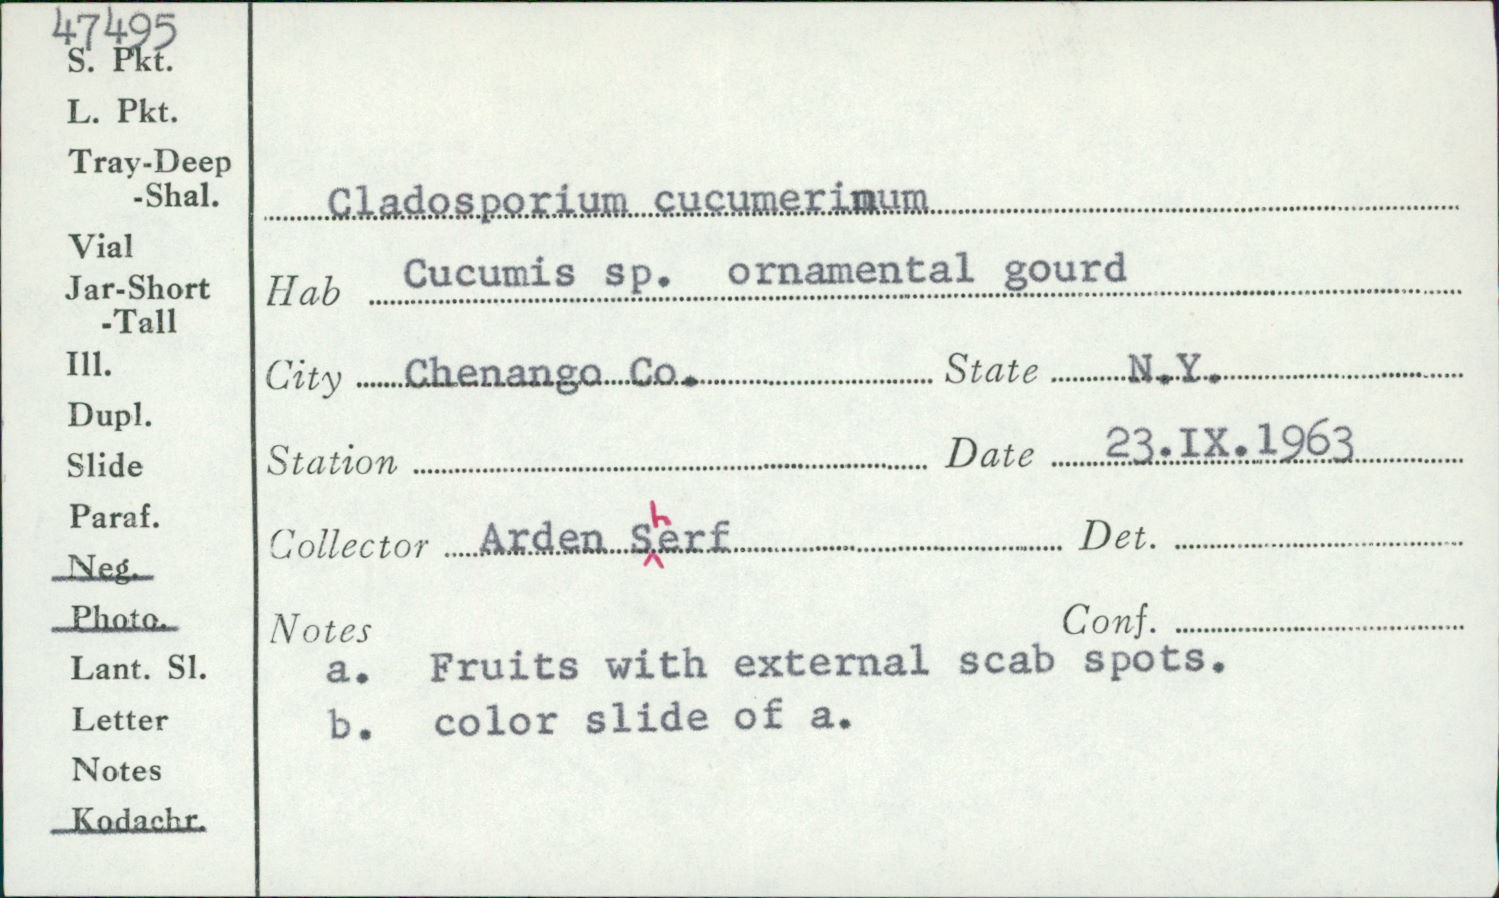 47495
S. Pkt.
L. Pkt.
Tray-Deep
-Shal.
Vial
Jar-Short
-Tall
Ill.
Dupl.
Slide
Paraf.
Neg.
Photo.
Lant. Sl.
Letter
Notes
Kodachr.
Cladosporium cucumerinum
Hab Cucumis sp. ornamental gourd
City Chenango Co. State N.Y.
Station Date 23.IX.1963
Collector Arden Sherf Det.
Notes Conf.
a. Fruits with external scab spots.
b. color slide of a.